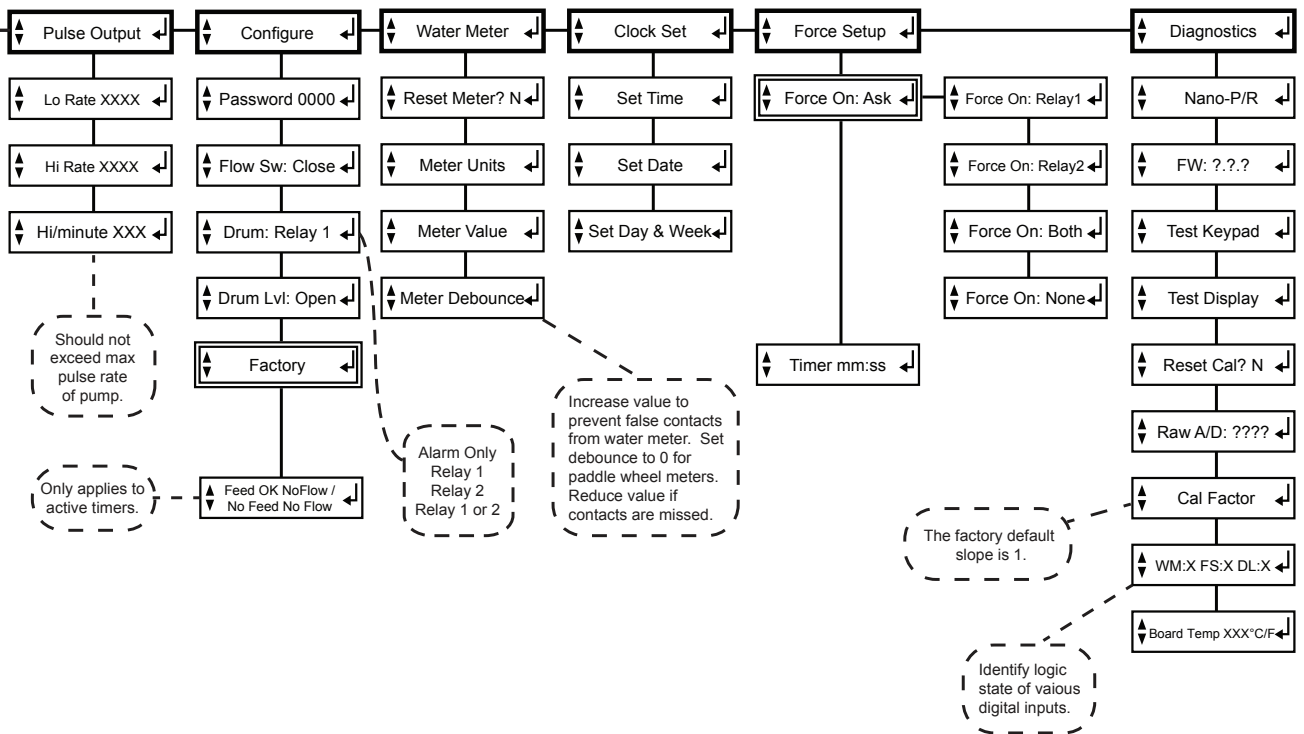 Pulse Output
Lo Rate XXXX
Hi Rate XXXX
Hi/minute XXX
Should not
exceed max
pulse rate
of pump.
Configure
Password 0000
Flow Sw: Close
Drum: Relay 1
Drum Lvl: Open
Factory
Feed OK NoFlow /
No Feed No Flow
Only applies to
active timers.
Alarm Only
Relay 1
Relay 2
Relay 1 or 2
Water Meter
Reset Meter? N
Meter Units
Meter Value
Meter Debounce
Increase value to
prevent false contacts
from water meter. Set
debounce to 0 for
paddle wheel meters.
Reduce value if
contacts are missed.
Clock Set
Set Time
Set Date
Set Day & Week
Force Setup
Force On: Ask
Timer mm:ss
Force On: Relay1
Force On: Relay2
Force On: Both
Force On: None
Diagnostics
Nano-P/R
FW: ?.?.?
Test Keypad
Test Display
Reset Cal? N
Raw A/D: ????
Cal Factor
The factory default
slope is 1.
WM:X FS:X DL:X
Board Temp XXX°C/F
Identify logic
state of vaious
digital inputs.